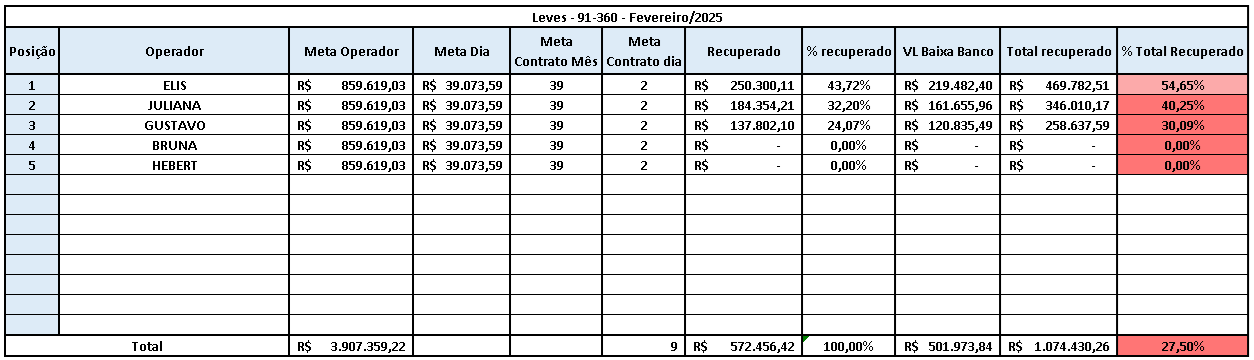 Leves - 91-360 - Fevereiro/2025
Posição Operador Meta Operador Meta Dia Meta Contrato Mês Meta Contrato dia Recuperado % recuperado VL Baixa Banco Total recuperado % Total Recuperado
1 ELIS R$ 859.619,03 R$ 39.073,59 39 2 R$ 250.300,11 43,72% R$ 219.482,40 R$ 469.782,51 54,65%
2 JULIANA R$ 859.619,03 R$ 39.073,59 39 2 R$ 184.354,21 32,20% R$ 161.655,96 R$ 346.010,17 40,25%
3 GUSTAVO R$ 859.619,03 R$ 39.073,59 39 2 R$ 137.802,10 24,07% R$ 120.835,49 R$ 258.637,59 30,09%
4 BRUNA R$ 859.619,03 R$ 39.073,59 39 2 R$ - 0,00% R$ - R$ - 0,00%
5 HEBERT R$ 859.619,03 R$ 39.073,59 39 2 R$ - 0,00% R$ - R$ - 0,00%
Total R$ 3.907.359,22 9 R$ 572.456,42 100,00% R$ 501.973,84 R$ 1.074.430,26 27,50%